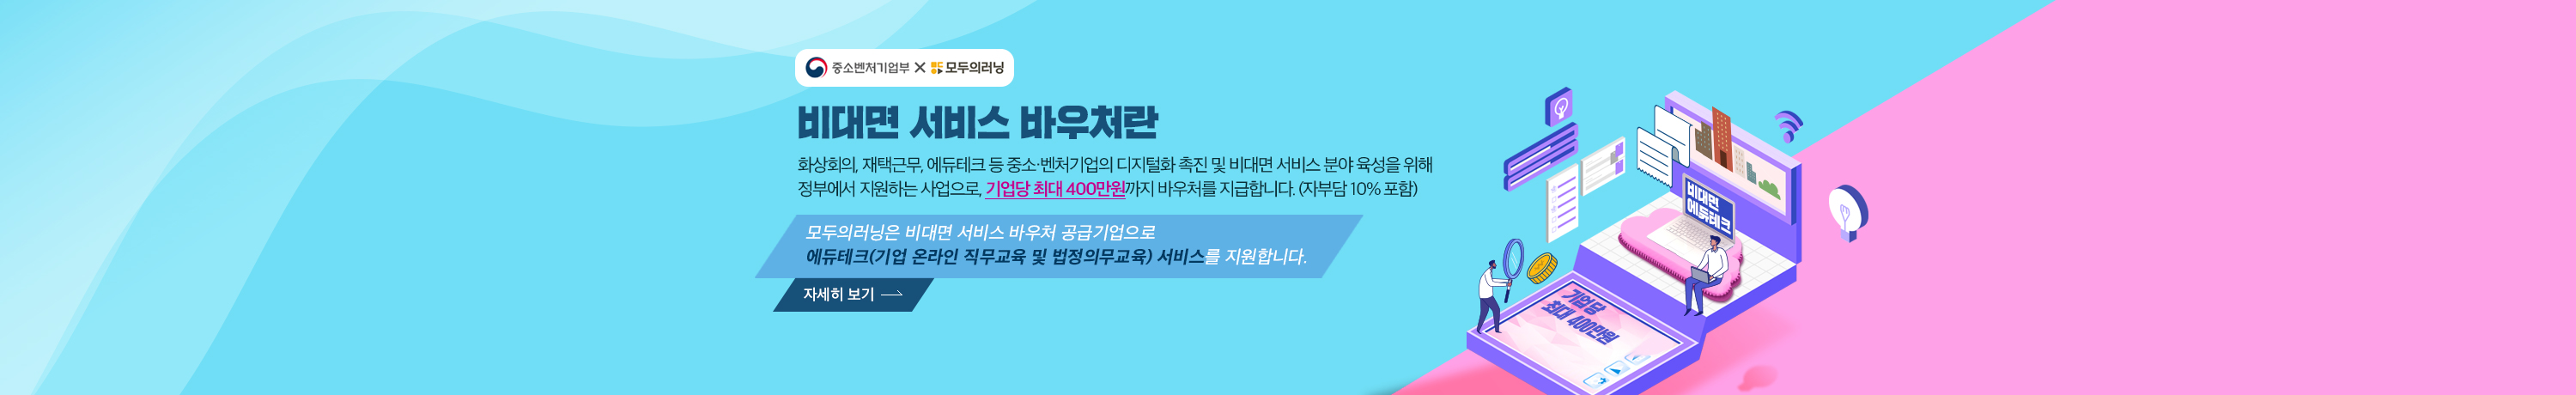 중소벤처기업부 × 모두의러닝
비대면 서비스 바우처란
화상회의, 재택근무, 에듀테크 등 중소·벤처기업의 디지털화 촉진 및 비대면 서비스 분야 육성을 위해
정부에서 지원하는 사업으로, 기업당 최대 400만원까지 바우처를 지급합니다. (자부담 10% 포함)
모두의러닝은 비대면 서비스 바우처 공급기업으로
에듀테크(기업 온라인 직무교육 및 법정의무교육) 서비스를 지원합니다.
자세히 보기 →
비대면
에듀테크
기업당
최대 400만원